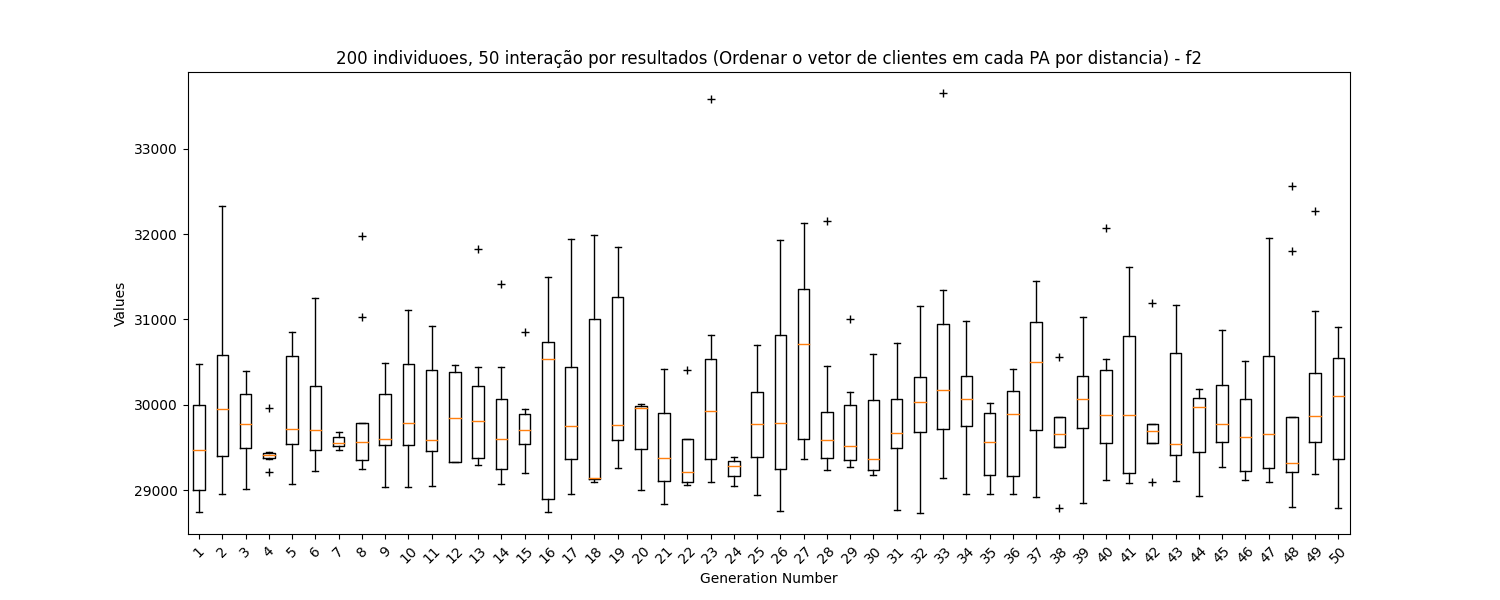 200 individuoes, 50 interação por resultados (Ordenar o vetor de clientes em cada PA por distancia) - f2
33000
32000
31000
30000
29000
Values
1 2 3 4 5 6 7 8 9 10 11 12 13 14 15 16 17 18 19 20 21 22 23 24 25 26 27 28 29 30 31 32 33 34 35 36 37 38 39 40 41 42 43 44 45 46 47 48 49 50
Generation Number